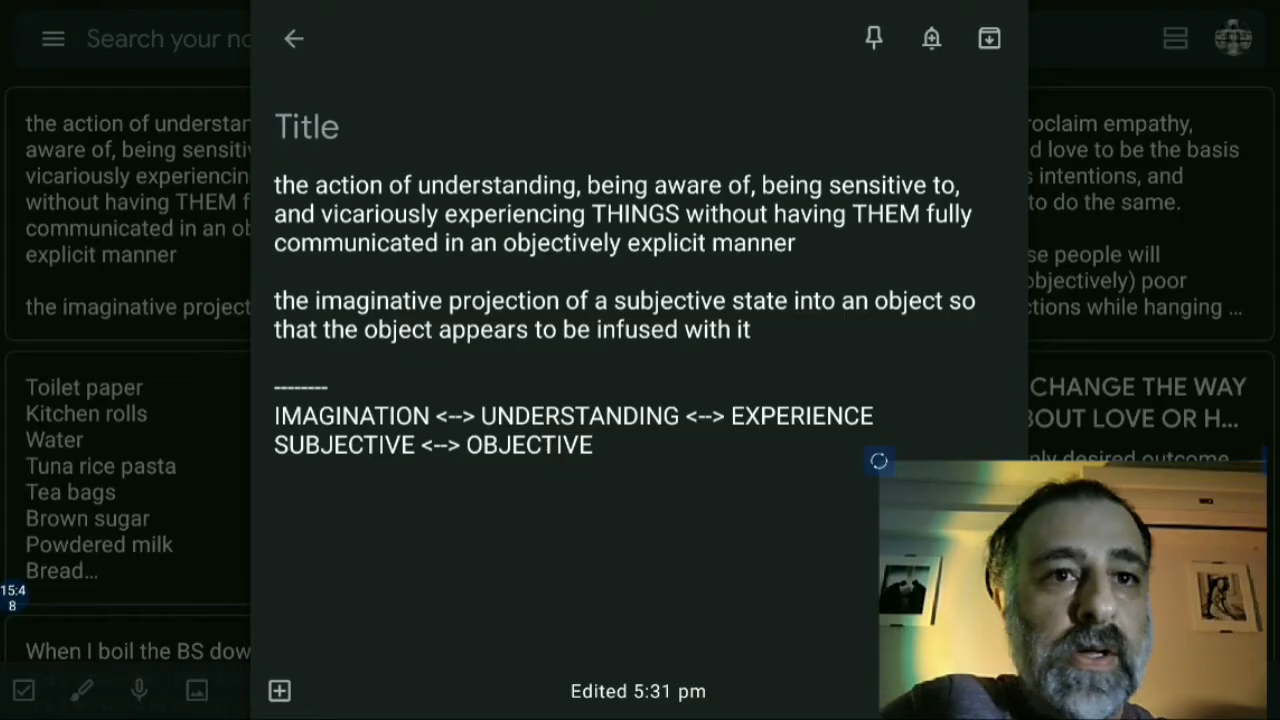 Search your no
Title
the action of understanding, being aware of, being sensitive to,
and vicariously experiencing THINGS without having THEM fully
communicated in an objectively explicit manner
the imaginative projection of a subjective state into an object so
that the object appears to be infused with it
--------
IMAGINATION <--> UNDERSTANDING <--> EXPERIENCE
SUBJECTIVE <--> OBJECTIVE
Edited 5:31 pm
the action of understan
aware of, being sensiti
vicariously experiencin
without having THEM f
communicated in an ob
explicit manner
the imaginative project
Toilet paper
Kitchen rolls
Water
Tuna rice pasta
Tea bags
Brown sugar
Powdered milk
Bread...
15:4
8
When I boil the BS dow
roclaim empathy,
d love to be the basis
s intentions, and
to do the same.
se people will
objectively) poor
ctions while hanging ...
CHANGE THE WAY
BOUT LOVE OR H...
nly desired outcome